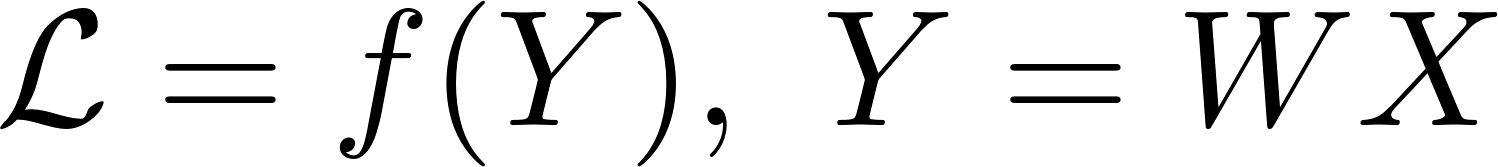 ℒ = f(Y), Y = WX